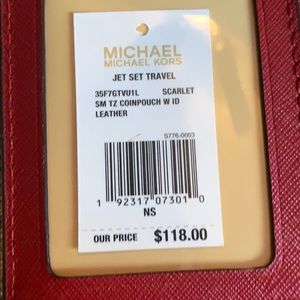 MICHAEL
MICHAEL KORS
JET SET TRAVEL
35F7GTVU1L SCARLET
SM TZ COINPOUCH W ID
LEATHER
S776-0003
1 92317 07301 0
NS
OUR PRICE $118.00